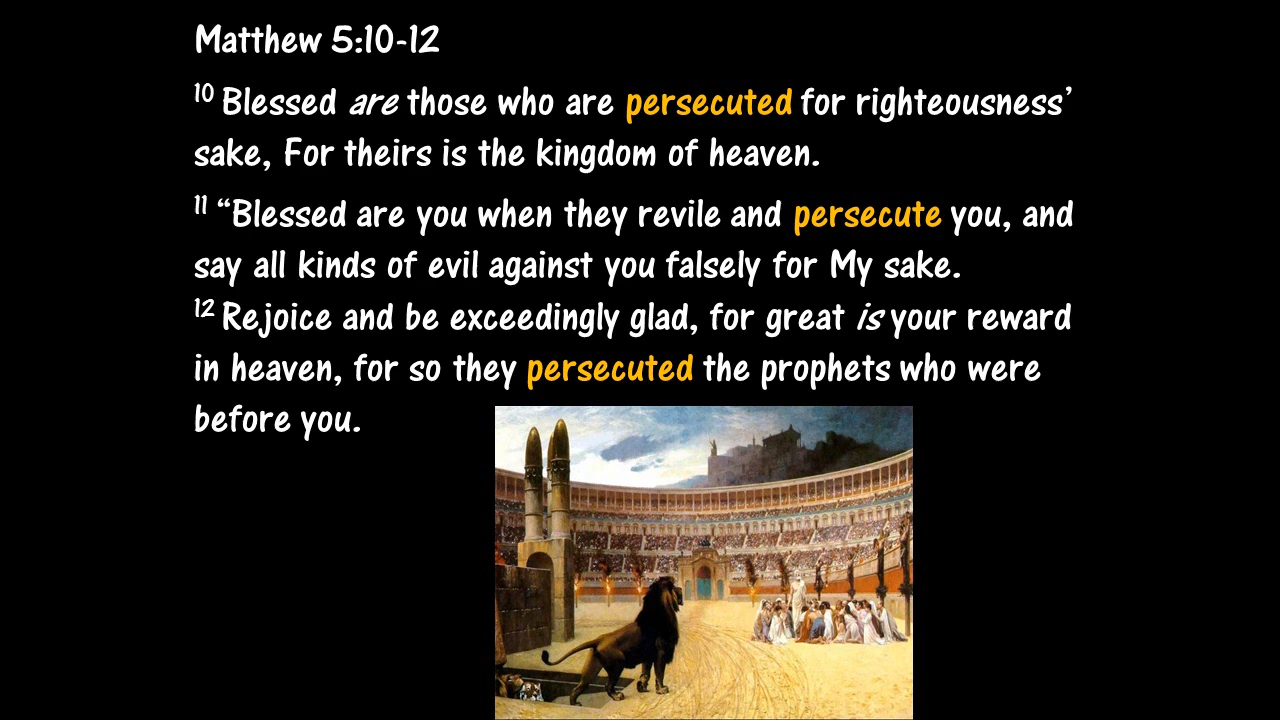 Matthew 5:10-12
10 Blessed are those who are persecuted for righteousness’
sake, For theirs is the kingdom of heaven.
11 “Blessed are you when they revile and persecute you, and
say all kinds of evil against you falsely for My sake.
12 Rejoice and be exceedingly glad, for great is your reward
in heaven, for so they persecuted the prophets who were
before you.